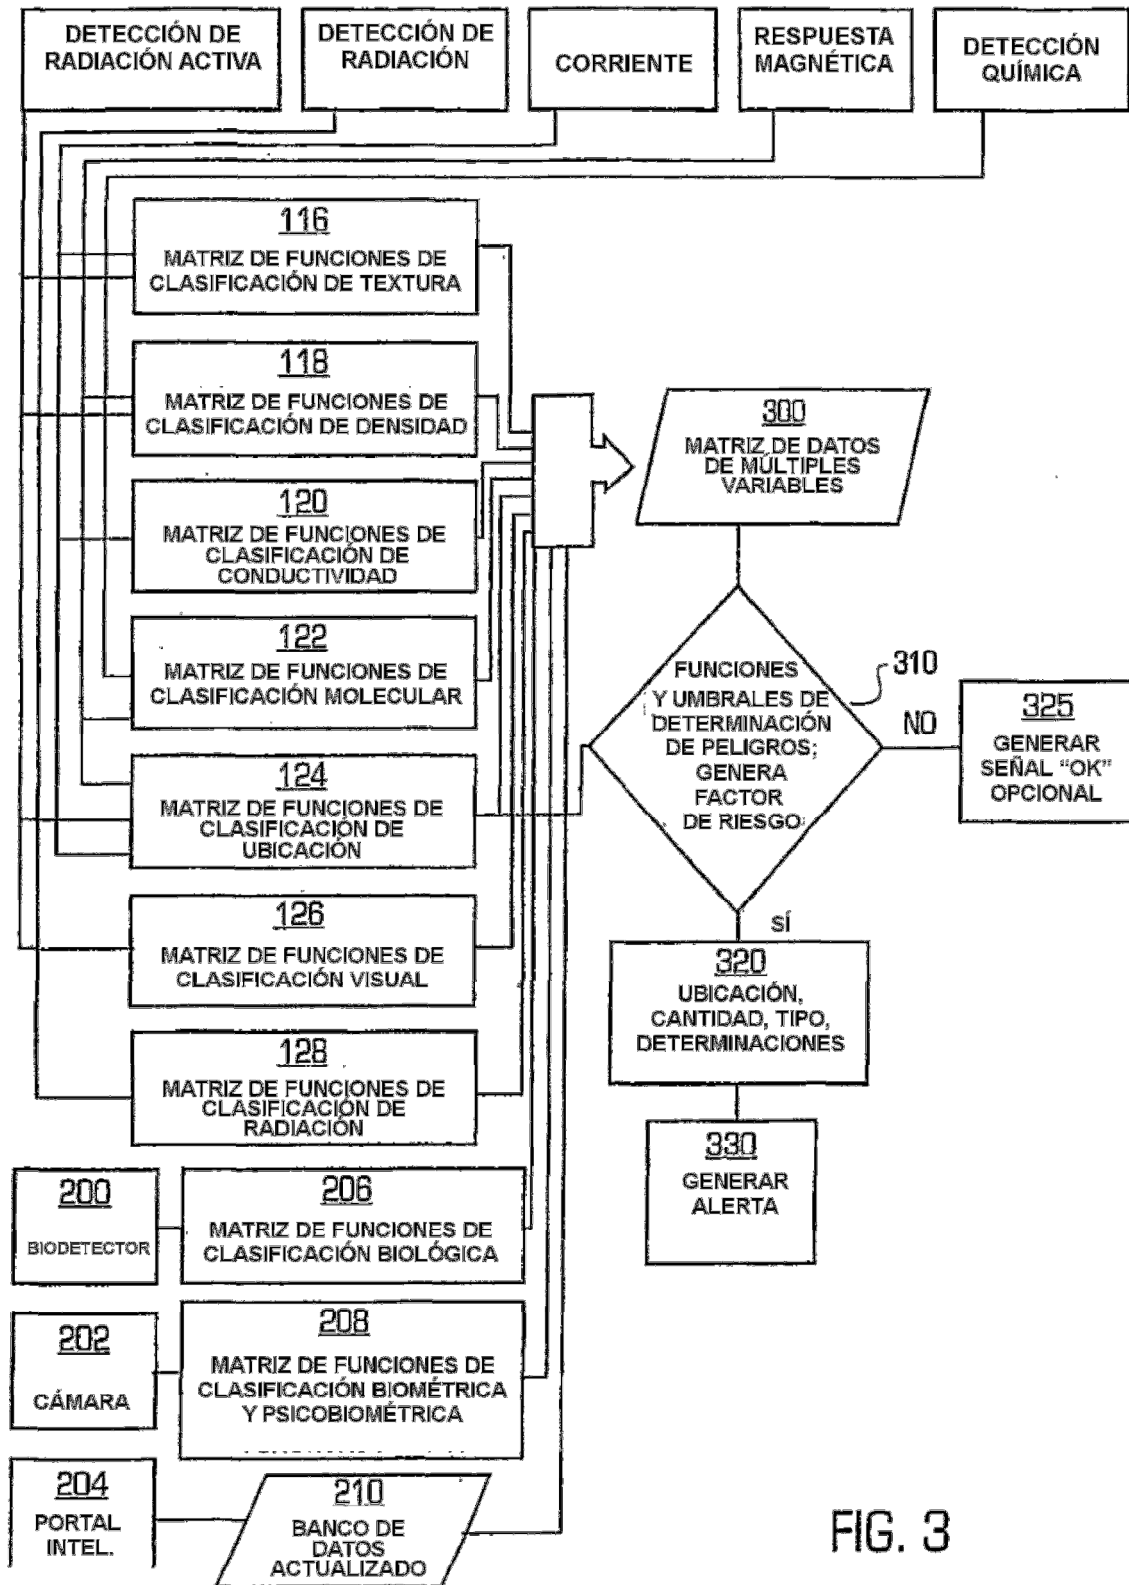 DETECCIÓN DE
RADIACIÓN ACTIVA
DETECCIÓN DE
RADIACIÓN
CORRIENTE
RESPUESTA
MAGNÉTICA
DETECCIÓN
QUÍMICA
116
MATRIZ DE FUNCIONES DE
CLASIFICACIÓN DE TEXTURA
118
MATRIZ DE FUNCIONES DE
CLASIFICACIÓN DE DENSIDAD
120
MATRIZ DE FUNCIONES DE
CLASIFICACIÓN DE
CONDUCTIVIDAD
122
MATRIZ DE FUNCIONES DE
CLASIFICACIÓN MOLECULAR
124
MATRIZ DE FUNCIONES DE
CLASIFICACIÓN DE
UBICACIÓN
126
MATRIZ DE FUNCIONES DE
CLASIFICACIÓN VISUAL
128
MATRIZ DE FUNCIONES DE
CLASIFICACIÓN DE
RADIACIÓN
200
BIODETECTOR
206
MATRIZ DE FUNCIONES DE
CLASIFICACIÓN BIOLÓGICA
202
CÁMARA
208
MATRIZ DE FUNCIONES DE
CLASIFICACIÓN BIOMÉTRICA
Y PSICOBIOMÉTRICA
204
PORTAL
INTEL.
210
BANCO DE
DATOS
ACTUALIZADO
300
MATRIZ DE DATOS
DE MÚLTIPLES
VARIABLES
310
FUNCIONES
Y UMBRALES DE
DETERMINACIÓN
DE PELIGROS;
GENERA
FACTOR
DE RIESGO
NO
325
GENERAR
SEÑAL “OK”
OPCIONAL
SÍ
320
UBICACIÓN,
CANTIDAD, TIPO,
DETERMINACIONES
330
GENERAR
ALERTA
FIG. 3